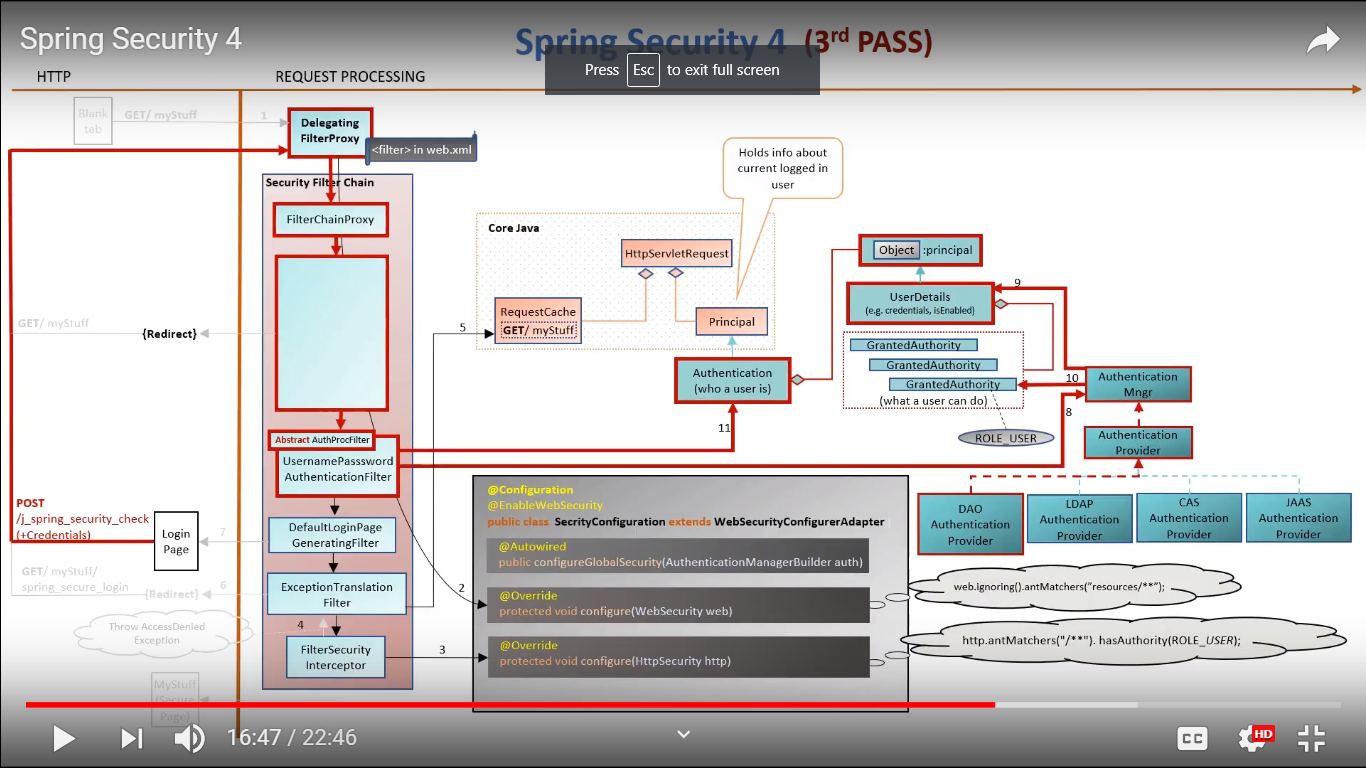 Spring Security 4
Spring Security 4 (3rd PASS)
Press Esc to exit full screen
HTTP
REQUEST PROCESSING
Blank
tab
GET/ myStuff
1
Delegating
FilterProxy
<filter> in web.xml
Security Filter Chain
FilterChainProxy
GET/ myStuff
{Redirect}
Abstract AuthProcFilter
UsernamePasssword
AuthenticationFilter
DefaultLoginPage
GeneratingFilter
ExceptionTranslation
Filter
4
FilterSecurity
Interceptor
POST
/j_spring_security_check
(+Credentials)
Login
Page
7
GET/ myStuff/
spring_secure_login
{Redirect}
6
Throw AccessDenied
Exception
MyStuff
(Secure
Page)
Holds info about
current logged in
user
Core Java
HttpServletRequest
RequestCache
GET/ myStuff
Principal
5
Authentication
(who a user is)
11
Object :principal
UserDetails
(e.g. credentials, isEnabled)
9
GrantedAuthority
GrantedAuthority
GrantedAuthority
(what a user can do)
ROLE_USER
10
8
Authentication
Mngr
Authentication
Provider
DAO
Authentication
Provider
LDAP
Authentication
Provider
CAS
Authentication
Provider
JAAS
Authentication
Provider
@Configuration
@EnableWebSecurity
public class SecrityConfiguration extends WebSecurityConfigurerAdapter
@Autowired
public configureGlobalSecurity(AuthenticationManagerBuilder auth)
2
@Override
protected void configure(WebSecurity web)
3
@Override
protected void configure(HttpSecurity http)
web.ignoring().antMatchers("resources/**");
http.antMatchers("/**"). hasAuthority(ROLE_USER);
16:47 / 22:46
CC
HD